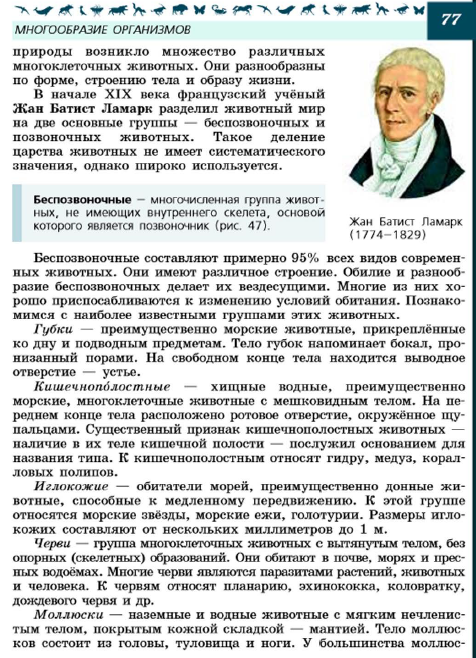 77
МНОГООБРАЗИЕ ОРГАНИЗМОВ
природы возникло множество различных
многоклеточных животных. Они разнообразны
по форме, строению тела и образу жизни.
В начале XIX века французский учёный
Жан Батист Ламарк разделил животный мир
на две основные группы — беспозвоночных и
позвоночных животных. Такое деление
царства животных не имеет систематического
значения, однако широко используется.
Беспозвоночные — многочисленная группа живот-
ных, не имеющих внутреннего скелета, основой
которого является позвоночник (рис. 47).
Жан Батист Ламарк
(1774—1829)
Беспозвоночные составляют примерно 95% всех видов современ-
ных животных. Они имеют различное строение. Обилие и разнооб-
разие беспозвоночных делает их вездесущими. Многие из них хо-
рошо приспосабливаются к изменению условий обитания. Познако-
мимся с наиболее известными группами этих животных.
Губки — преимущественно морские животные, прикреплённые
ко дну и подводным предметам. Тело губок напоминает бокал, про-
низанный порами. На свободном конце тела находится выводное
отверстие — устье.
Кишечнопо́лостные — хищные водные, преимущественно
морские, многоклеточные животные с мешковидным телом. На пе-
реднем конце тела расположено ротовое отверстие, окружённое щу-
пальцами. Существенный признак кишечнополостных животных —
наличие в их теле кишечной полости — послужил основанием для
названия типа. К кишечнополостным относят гидру, медуз, корал-
ловых полипов.
Иглокожие — обитатели морей, преимущественно донные жи-
вотные, способные к медленному передвижению. К этой группе
относятся морские звёзды, морские ежи, голотурии. Размеры игло-
кожих составляют от нескольких миллиметров до 1 м.
Черви — группа многоклеточных животных с вытянутым телом, без
опорных (скелетных) образований. Они обитают в почве, морях и прес-
ных водоёмах. Многие черви являются паразитами растений, животных
и человека. К червям относят планарию, эхинококка, коловратку,
дождевого червя и др.
Моллюски — наземные и водные животные с мягким нечленис-
тым телом, покрытым кожной складкой — мантией. Тело моллюс-
ков состоит из головы, туловища и ноги. У большинства моллюс-